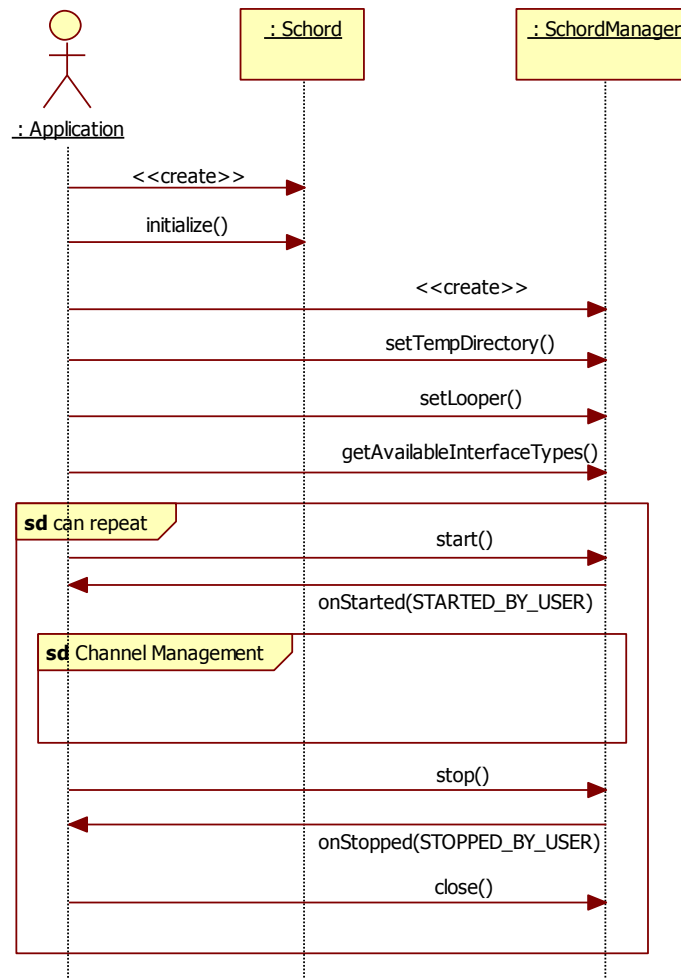 : Schord
: SchordManager
: Application
<<create>>
initialize()
<<create>>
setTempDirectory()
setLooper()
getAvailableInterfaceTypes()
sd can repeat
start()
onStarted(STARTED_BY_USER)
sd Channel Management
stop()
onStopped(STOPPED_BY_USER)
close()